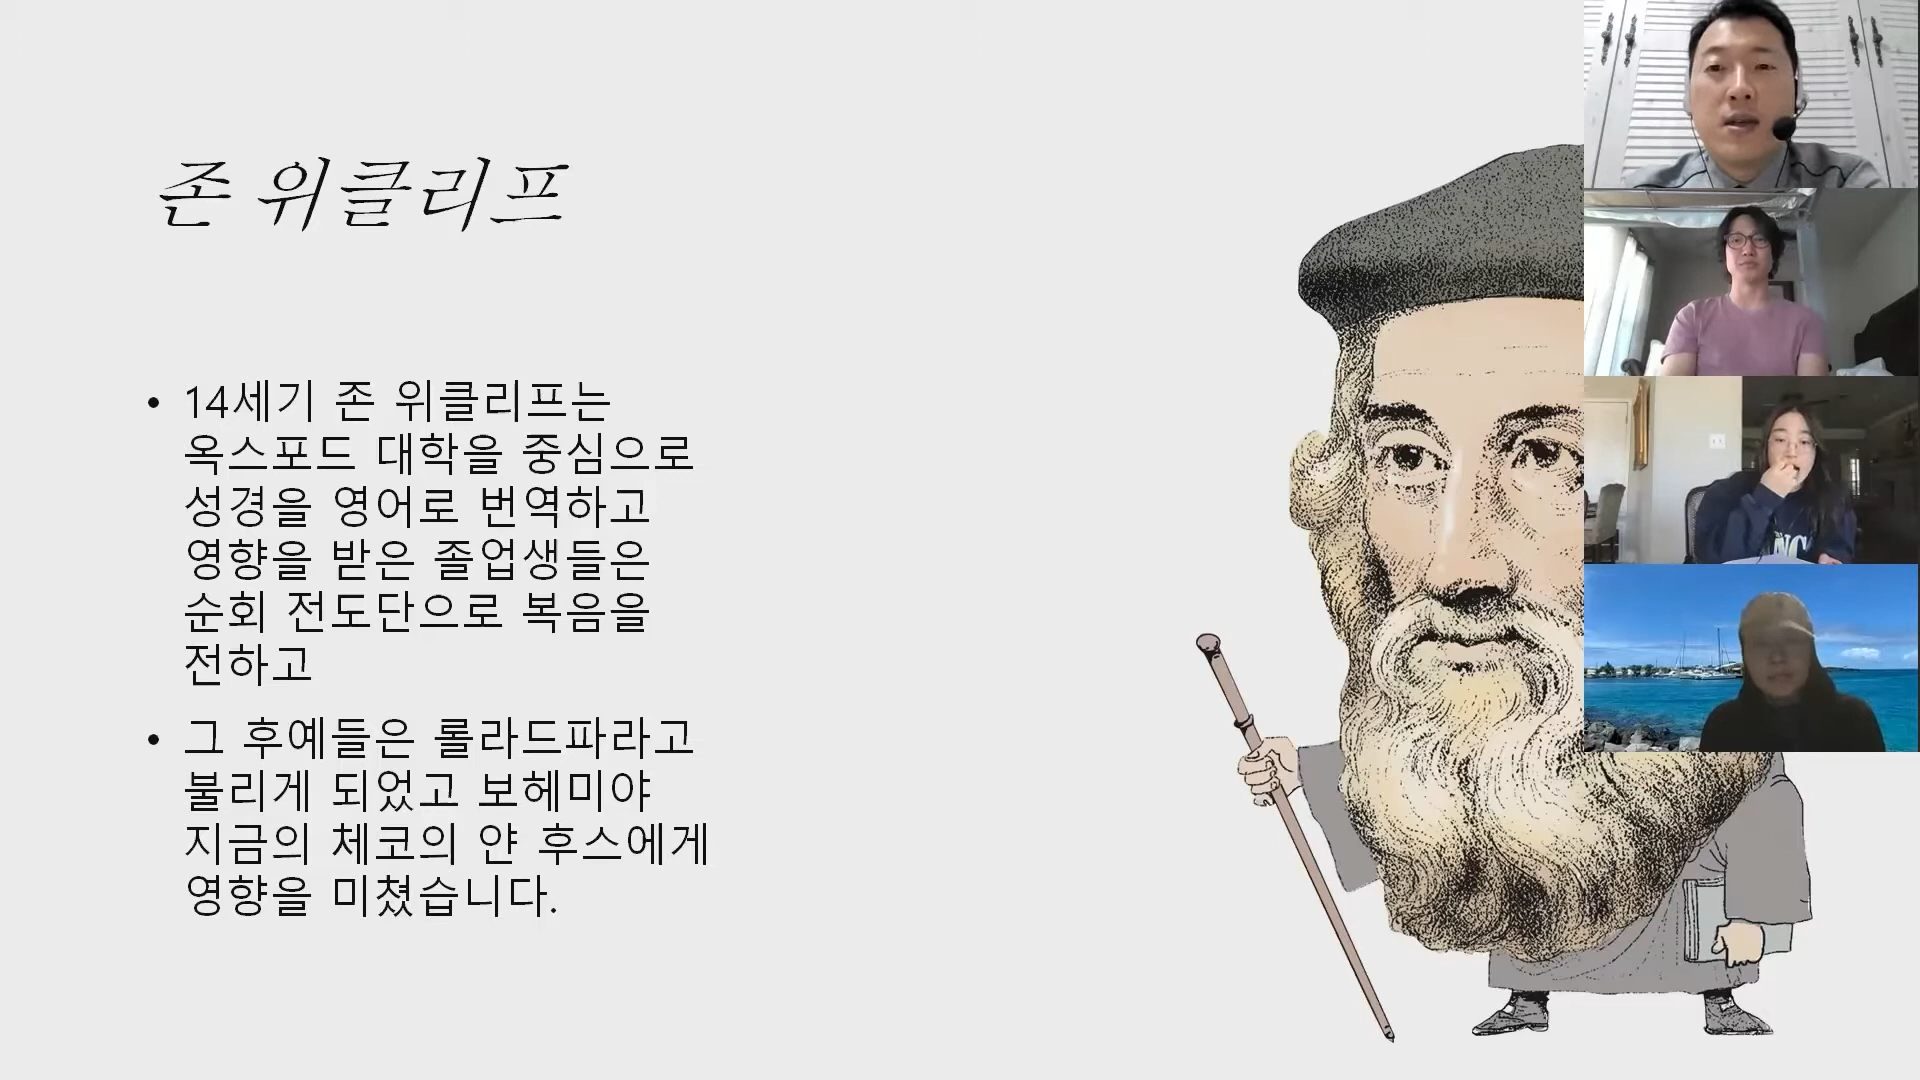 존 위클리프
• 14세기 존 위클리프는
옥스포드 대학을 중심으로
성경을 영어로 번역하고
영향을 받은 졸업생들은
순회 전도단으로 복음을
전하고
• 그 후예들은 롤라드파라고
불리게 되었고 보헤미야
지금의 체코의 얀 후스에게
영향을 미쳤습니다.